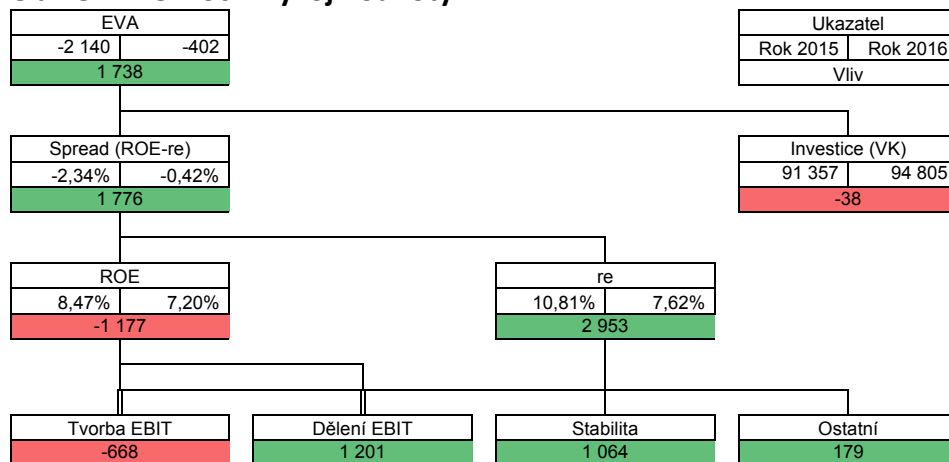 EVA
-2 140 -402
1 738
Ukazatel
Rok 2015 Rok 2016
Vliv
Spread (ROE-re)
-2,34% -0,42%
1 776
Investice (VK)
91 357 94 805
-38
ROE
8,47% 7,20%
-1 177
re
10,81% 7,62%
2 953
Tvorba EBIT
-668
Dělení EBIT
1 201
Stabilita
1 064
Ostatní
179